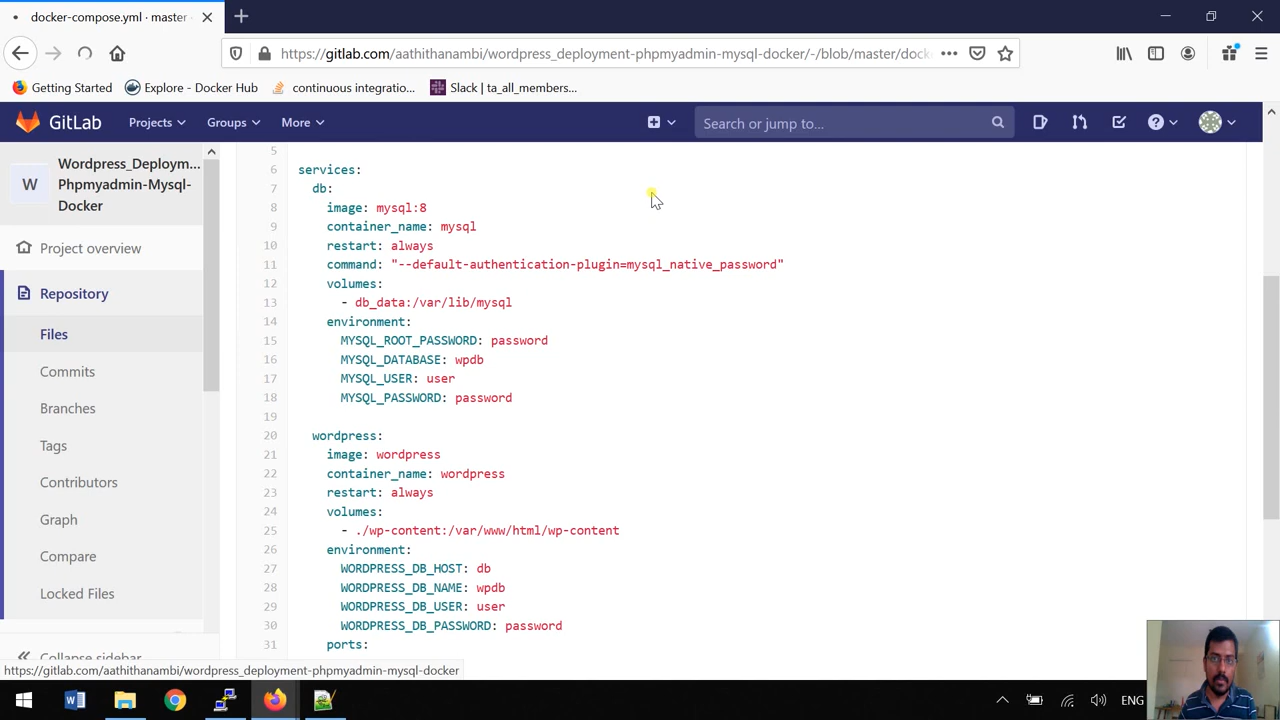 docker-compose.yml · master
https://gitlab.com/aathithanambi/wordpress_deployment-phpmyadmin-mysql-docker/-/blob/master/dock
Getting Started
Explore - Docker Hub
continuous integratio...
Slack | ta_all_members...
GitLab
Projects
Groups
More
Search or jump to...
W
Wordpress_Deploym...
Phpmyadmin-Mysql-
Docker
Project overview
Repository
Files
Commits
Branches
Tags
Contributors
Graph
Compare
Locked Files
Collapse sidebar
5
6 services:
7 db:
8 image: mysql:8
9 container_name: mysql
10 restart: always
11 command: "--default-authentication-plugin=mysql_native_password"
12 volumes:
13 - db_data:/var/lib/mysql
14 environment:
15 MYSQL_ROOT_PASSWORD: password
16 MYSQL_DATABASE: wpdb
17 MYSQL_USER: user
18 MYSQL_PASSWORD: password
19
20 wordpress:
21 image: wordpress
22 container_name: wordpress
23 restart: always
24 volumes:
25 - ./wp-content:/var/www/html/wp-content
26 environment:
27 WORDPRESS_DB_HOST: db
28 WORDPRESS_DB_NAME: wpdb
29 WORDPRESS_DB_USER: user
30 WORDPRESS_DB_PASSWORD: password
31 ports:
https://gitlab.com/aathithanambi/wordpress_deployment-phpmyadmin-mysql-docker
ENG